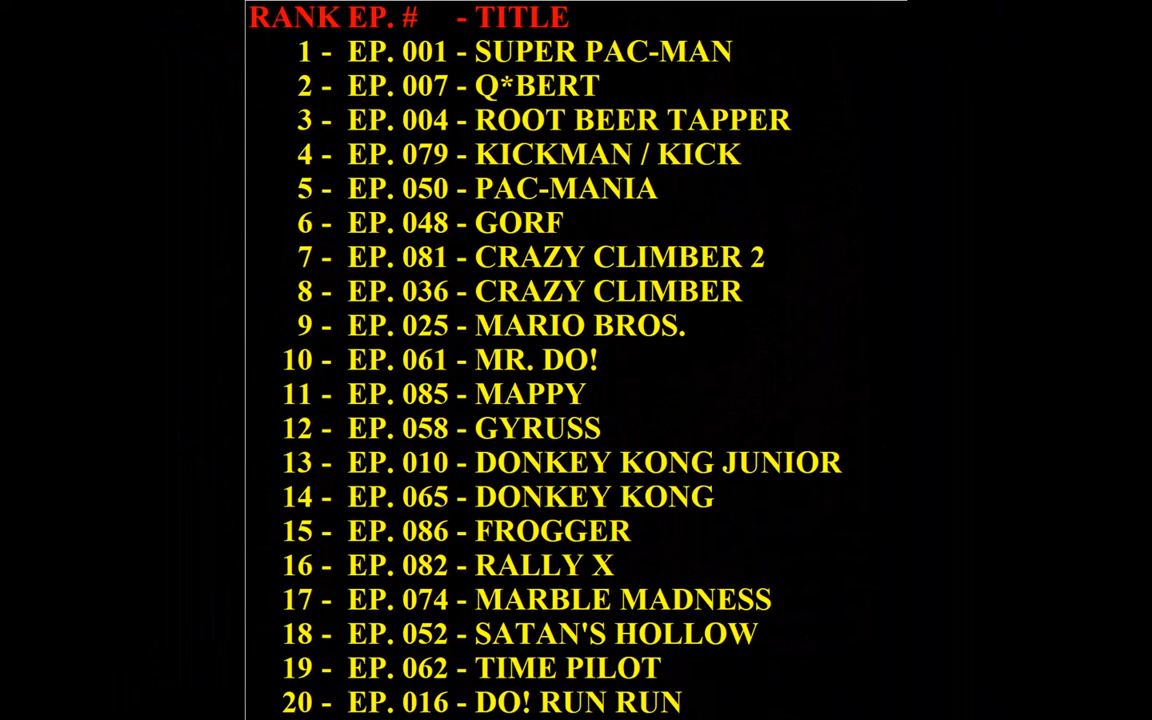 RANK EP. # - TITLE
1 - EP. 001 - SUPER PAC-MAN
2 - EP. 007 - Q*BERT
3 - EP. 004 - ROOT BEER TAPPER
4 - EP. 079 - KICKMAN / KICK
5 - EP. 050 - PAC-MANIA
6 - EP. 048 - GORF
7 - EP. 081 - CRAZY CLIMBER 2
8 - EP. 036 - CRAZY CLIMBER
9 - EP. 025 - MARIO BROS.
10 - EP. 061 - MR. DO!
11 - EP. 085 - MAPPY
12 - EP. 058 - GYRUSS
13 - EP. 010 - DONKEY KONG JUNIOR
14 - EP. 065 - DONKEY KONG
15 - EP. 086 - FROGGER
16 - EP. 082 - RALLY X
17 - EP. 074 - MARBLE MADNESS
18 - EP. 052 - SATAN'S HOLLOW
19 - EP. 062 - TIME PILOT
20 - EP. 016 - DO! RUN RUN